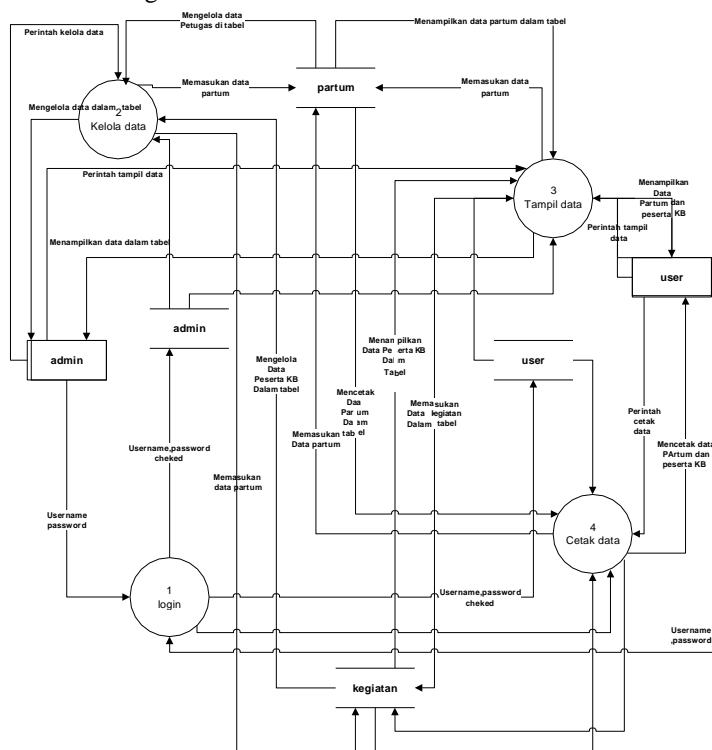 Mengelola data
Petugas di tabel
Menampilkan data partum dalam tabel
Perintah kelola data
Memasukan data
partum
partum
Memasukan data
partum
Mengelola data dalam tabel
2
Kelola data
Perintah tampil data
3
Tampil data
Menampilkan
Data
Partum dan
peserta KB
Perintah tampil
data
Menampilkan data dalam tabel
user
admin
admin
user
Mengelola
Data
Peserta KB
Dalam tabel
Menampilkan
Data Peserta KB
Dalam
Tabel
Mencetak
Daa
Partum
Dalam
tabel
Memasukan
Data kegiatan
Dalam tabel
Memasukan
Data partum
Perintah
cetak
data
Mencetak data
PArtum dan
peserta KB
Username,password
cheked
Memasukan
data partum
Username
password
4
Cetak data
1
login
Username,password
cheked
Username
,password
kegiatan